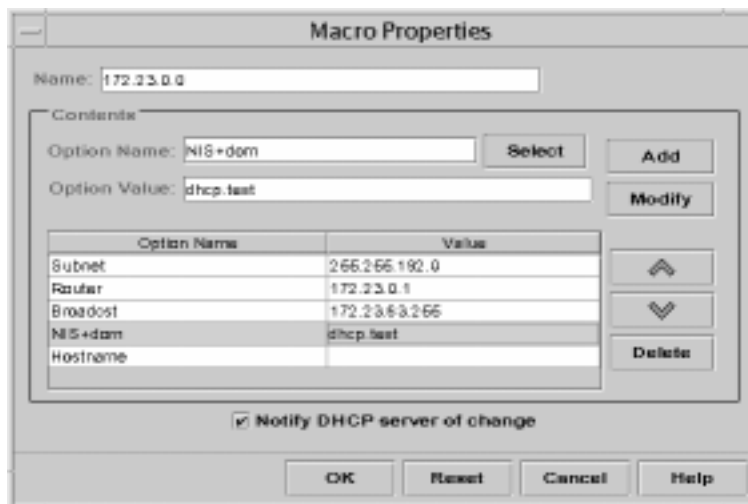 Macro Properties
Name: 172.23.0.0
Contents
Option Name: NIS+dom Select Add
Option Value: dhcp.test Modify
Option Name Value
Subnet 255.255.192.0
Router 172.23.0.1
Broadcst 172.23.63.255
NIS+dom dhcp.test
Hostname
Delete
Notify DHCP server of change
OK Reset Cancel Help